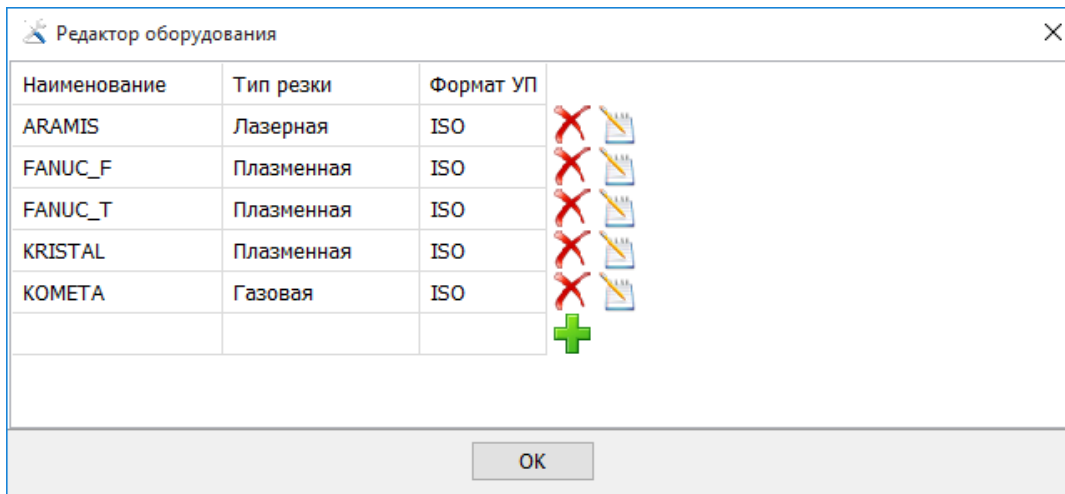 Редактор оборудования
Наименование Тип резки Формат УП
ARAMIS Лазерная ISO
FANUC_F Плазменная ISO
FANUC_T Плазменная ISO
KRISTAL Плазменная ISO
KOMETA Газовая ISO
OK